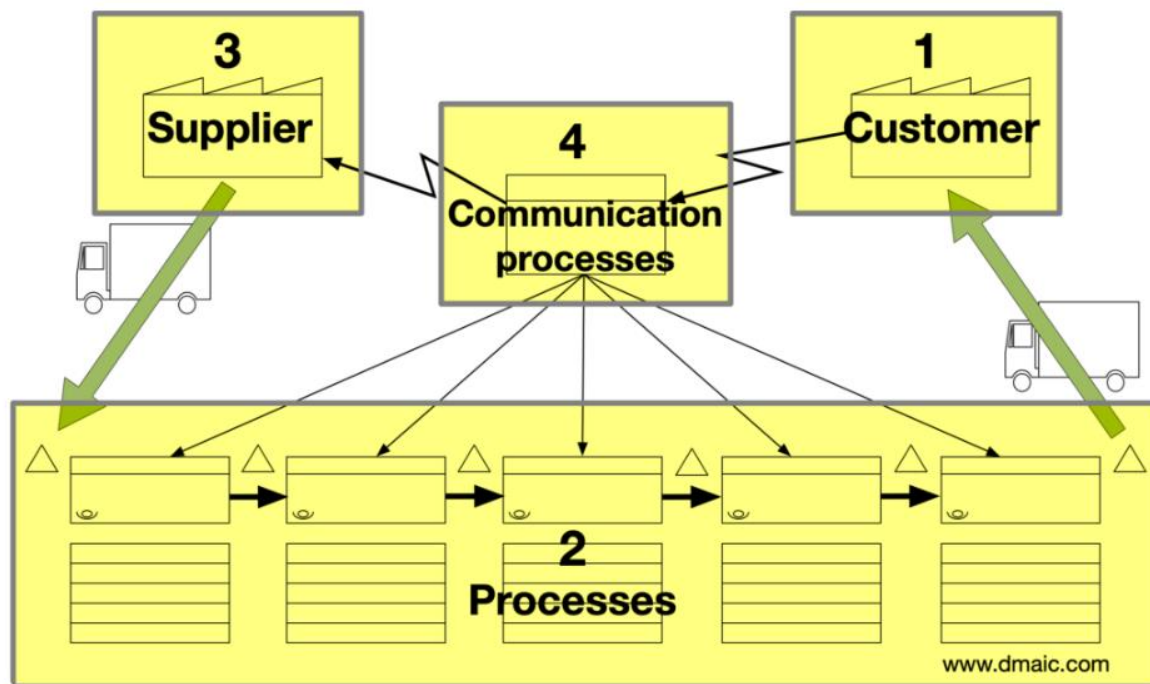 3
Supplier
1
Customer
4
Communication
processes
2
Processes
www.dmaic.com